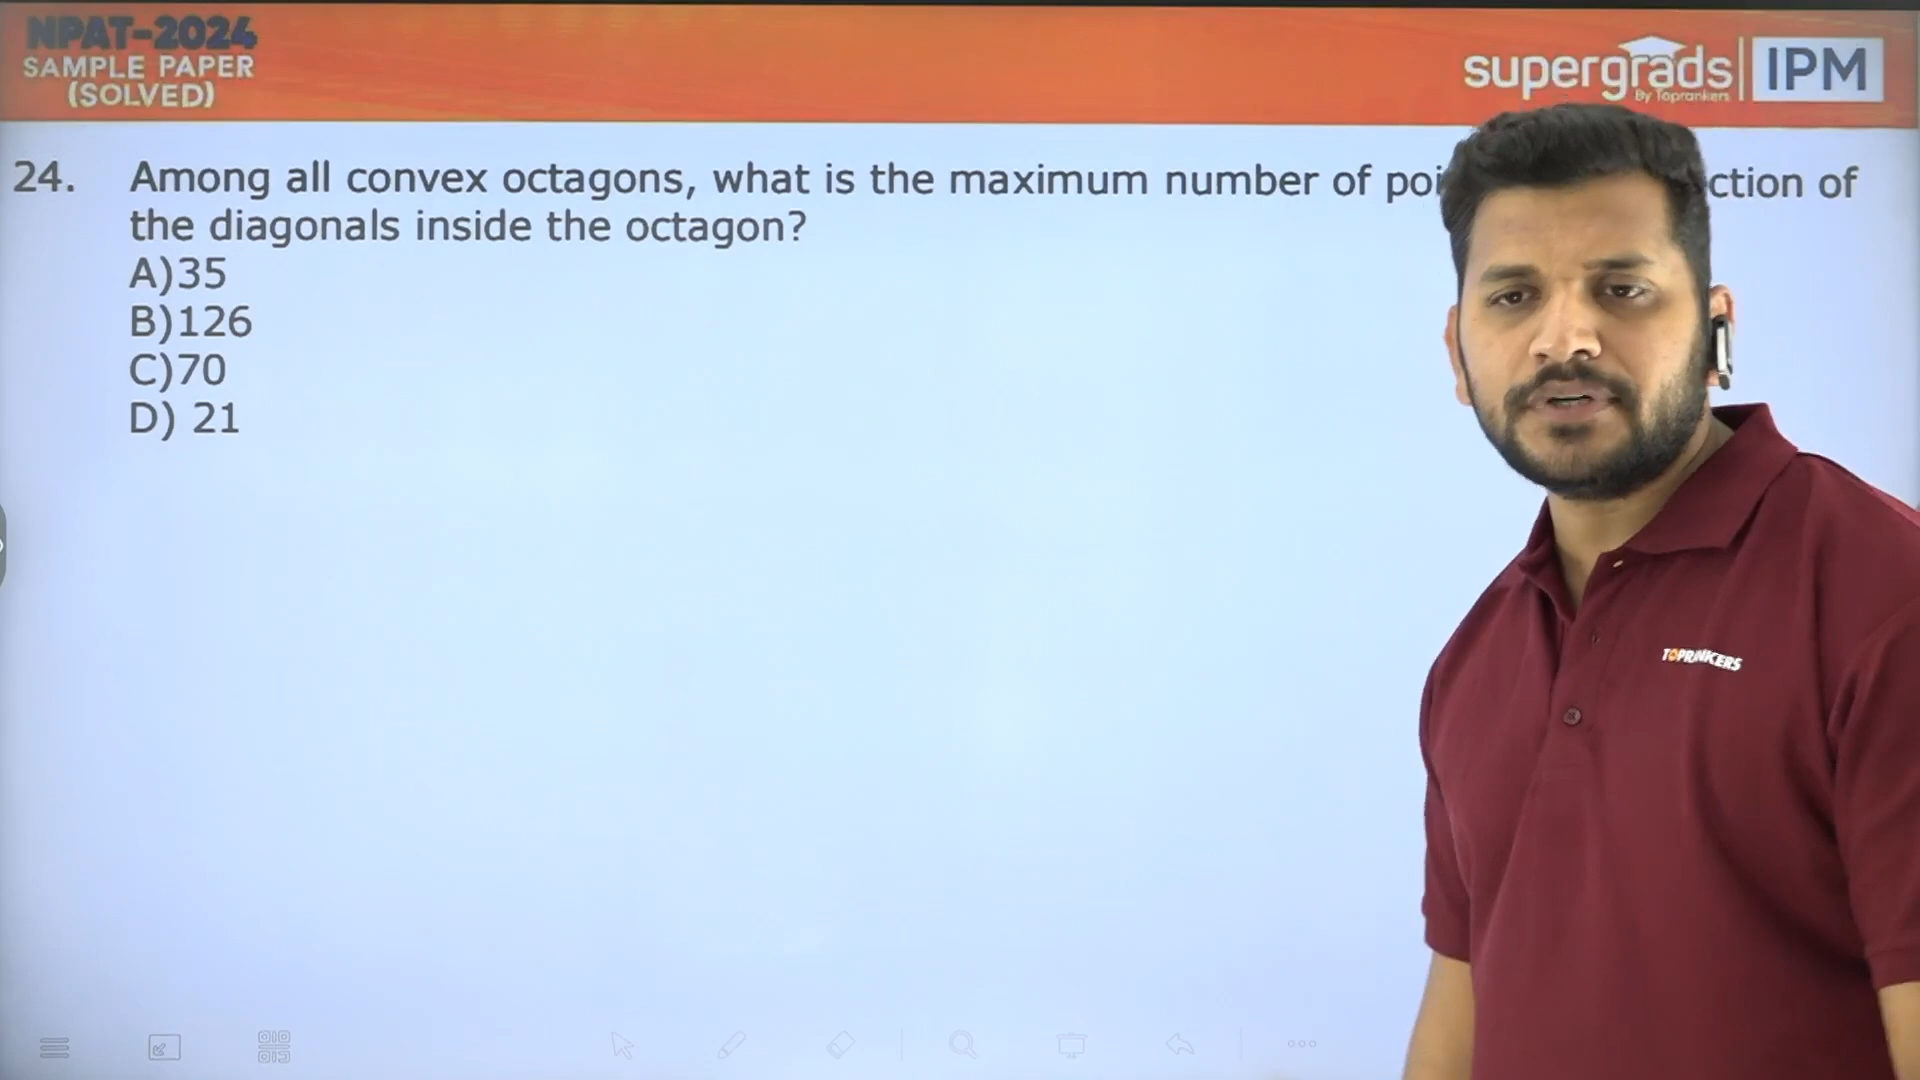 NPAT-2024
SAMPLE PAPER
(SOLVED)
supergrads
By Toprankers
IPM
24. Among all convex octagons, what is the maximum number of poi ction of
the diagonals inside the octagon?
A)35
B)126
C)70
D) 21
TOPRANKERS